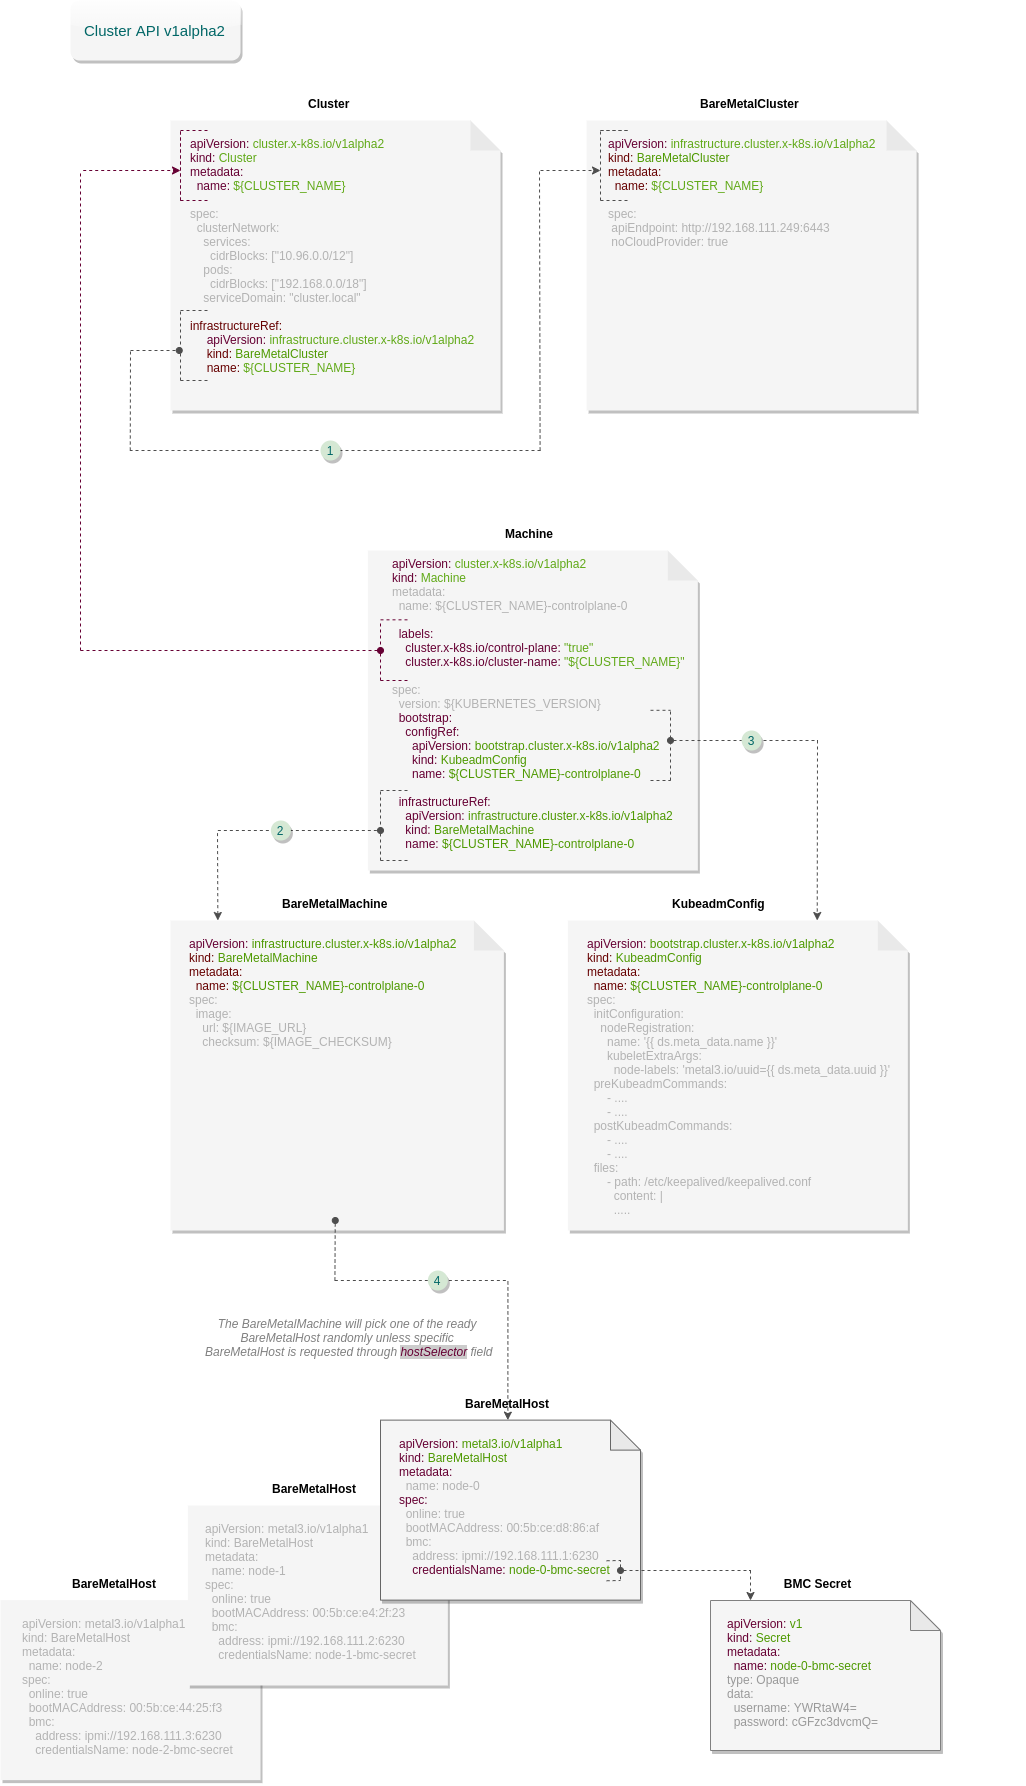 Cluster API v1alpha2
Cluster
apiVersion: cluster.x-k8s.io/v1alpha2
kind: Cluster
metadata:
name: ${CLUSTER_NAME}
spec:
clusterNetwork:
services:
cidrBlocks: ["10.96.0.0/12"]
pods:
cidrBlocks: ["192.168.0.0/18"]
serviceDomain: "cluster.local"
infrastructureRef:
apiVersion: infrastructure.cluster.x-k8s.io/v1alpha2
kind: BareMetalCluster
name: ${CLUSTER_NAME}
BareMetalCluster
apiVersion: infrastructure.cluster.x-k8s.io/v1alpha2
kind: BareMetalCluster
metadata:
name: ${CLUSTER_NAME}
spec:
apiEndpoint: http://192.168.111.249:6443
noCloudProvider: true
1
Machine
apiVersion: cluster.x-k8s.io/v1alpha2
kind: Machine
metadata:
name: ${CLUSTER_NAME}-controlplane-0
labels:
cluster.x-k8s.io/control-plane: "true"
cluster.x-k8s.io/cluster-name: "${CLUSTER_NAME}"
spec:
version: ${KUBERNETES_VERSION}
bootstrap:
configRef:
apiVersion: bootstrap.cluster.x-k8s.io/v1alpha2
kind: KubeadmConfig
name: ${CLUSTER_NAME}-controlplane-0
infrastructureRef:
apiVersion: infrastructure.cluster.x-k8s.io/v1alpha2
kind: BareMetalMachine
name: ${CLUSTER_NAME}-controlplane-0
3
2
BareMetalMachine
apiVersion: infrastructure.cluster.x-k8s.io/v1alpha2
kind: BareMetalMachine
metadata:
name: ${CLUSTER_NAME}-controlplane-0
spec:
image:
url: ${IMAGE_URL}
checksum: ${IMAGE_CHECKSUM}
KubeadmConfig
apiVersion: bootstrap.cluster.x-k8s.io/v1alpha2
kind: KubeadmConfig
metadata:
name: ${CLUSTER_NAME}-controlplane-0
spec:
initConfiguration:
nodeRegistration:
name: '{{ ds.meta_data.name }}'
kubeletExtraArgs:
node-labels: 'metal3.io/uuid={{ ds.meta_data.uuid }}'
preKubeadmCommands:
- ....
- ....
postKubeadmCommands:
- ....
- ....
files:
- path: /etc/keepalived/keepalived.conf
content: |
.....
4
The BareMetalMachine will pick one of the ready
BareMetalHost randomly unless specific
BareMetalHost is requested through hostSelector field
BareMetalHost
apiVersion: metal3.io/v1alpha1
kind: BareMetalHost
metadata:
name: node-0
spec:
online: true
bootMACAddress: 00:5b:ce:d8:86:af
bmc:
address: ipmi://192.168.111.1:6230
credentialsName: node-0-bmc-secret
BareMetalHost
apiVersion: metal3.io/v1alpha1
kind: BareMetalHost
metadata:
name: node-1
spec:
online: true
bootMACAddress: 00:5b:ce:e4:2f:23
bmc:
address: ipmi://192.168.111.2:6230
credentialsName: node-1-bmc-secret
BareMetalHost
apiVersion: metal3.io/v1alpha1
kind: BareMetalHost
metadata:
name: node-2
spec:
online: true
bootMACAddress: 00:5b:ce:44:25:f3
bmc:
address: ipmi://192.168.111.3:6230
credentialsName: node-2-bmc-secret
BMC Secret
apiVersion: v1
kind: Secret
metadata:
name: node-0-bmc-secret
type: Opaque
data:
username: YWRtaW4=
password: cGFzc3dvcmQ=